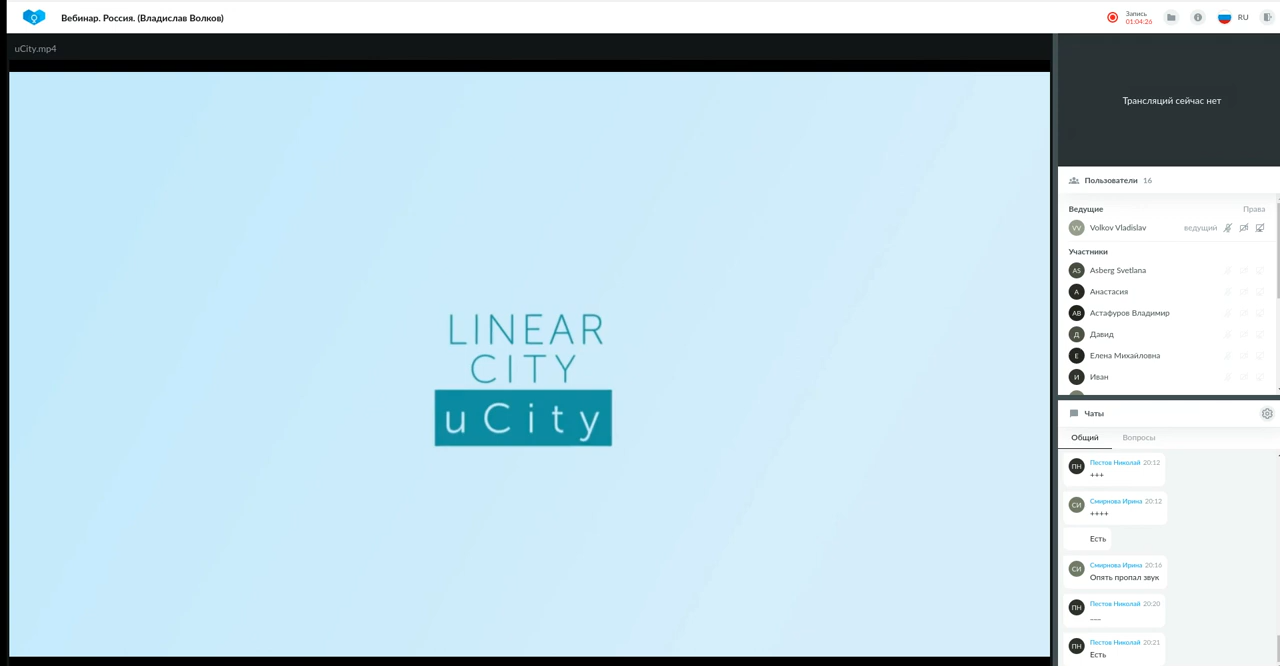 Вебинар. Россия. (Владислав Волков)
Запись
01:04:26
RU
uCity.mp4
LINEAR
CITY
uCity
Трансляций сейчас нет
Пользователи 16
Ведущие Права
VV Volkov Vladislav ведущий
Участники
AS Asberg Svetlana
А Анастасия
АВ Астафуров Владимир
Д Давид
Е Елена Михайловна
И Иван
Чаты
Общий Вопросы
ПН Пестов Николай 20:12
+++
СИ Смирнова Ирина 20:12
++++
Есть
СИ Смирнова Ирина 20:16
Опять пропал звук
ПН Пестов Николай 20:20
---
ПН Пестов Николай 20:21
Есть